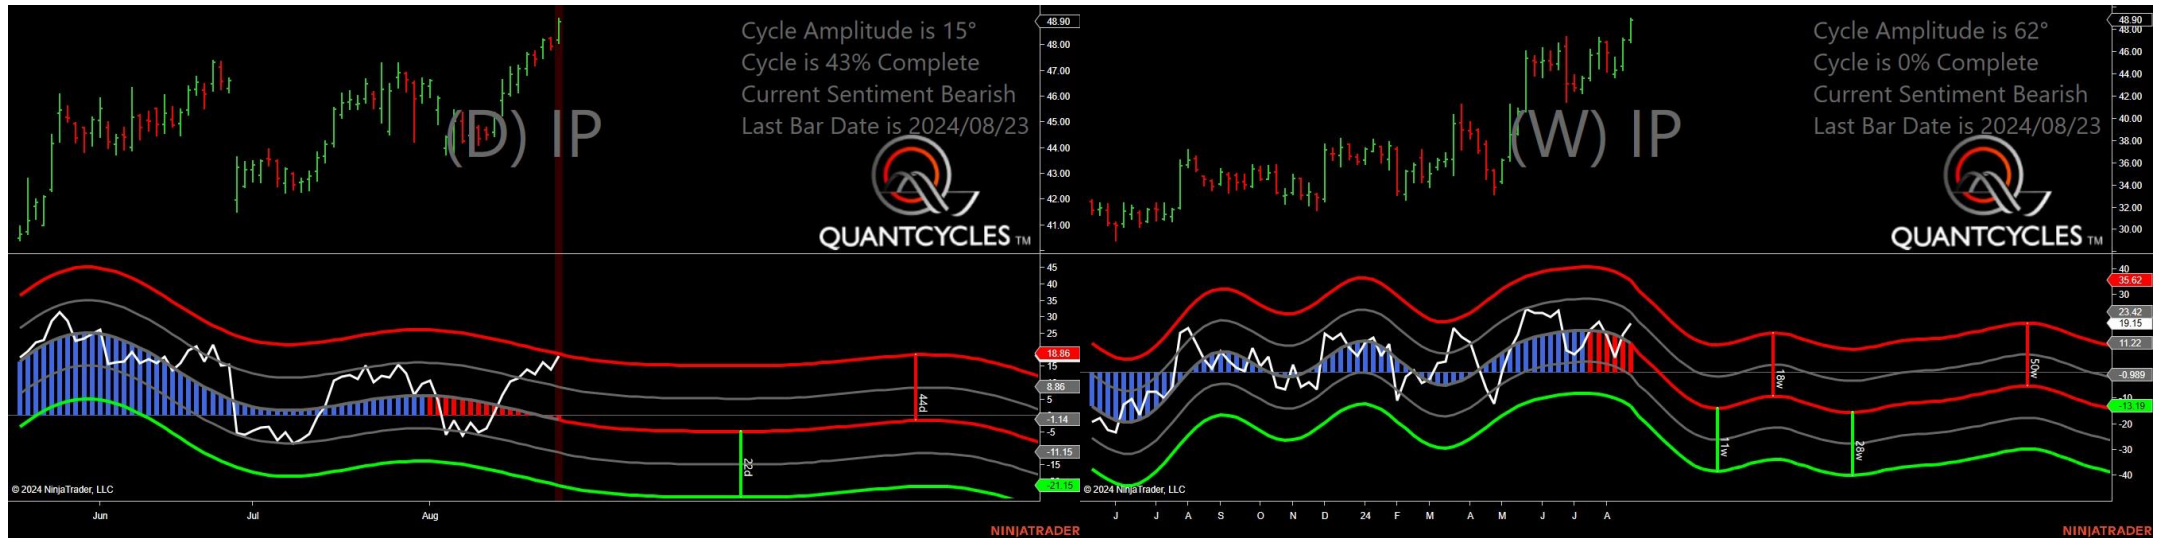 Cycle Amplitude is 15°
Cycle is 43% Complete
Current Sentiment Bearish
Last Bar Date is 2024/08/23
(D) IP
QUANTCYCLES TM
48.90
48.00
47.00
46.00
45.00
44.00
43.00
42.00
41.00
45
40
35
30
25
18.86
15
8.86
5
-1.14
-5
-11.15
-15
-21.15
44d
22d
© 2024 NinjaTrader, LLC
Jun
Jul
Aug
NINJATRADER
Cycle Amplitude is 62°
Cycle is 0% Complete
Current Sentiment Bearish
Last Bar Date is 2024/08/23
(W) IP
QUANTCYCLES TM
48.90
48.00
46.00
44.00
42.00
40.00
38.00
36.00
34.00
32.00
30.00
40
35.62
30
23.42
19.15
11.22
-0.989
-10
-13.19
-20
-30
-40
18w
50w
11w
28w
© 2024 NinjaTrader, LLC
J
J
A
S
O
N
D
24
F
M
A
M
J
J
A
NINJATRADER